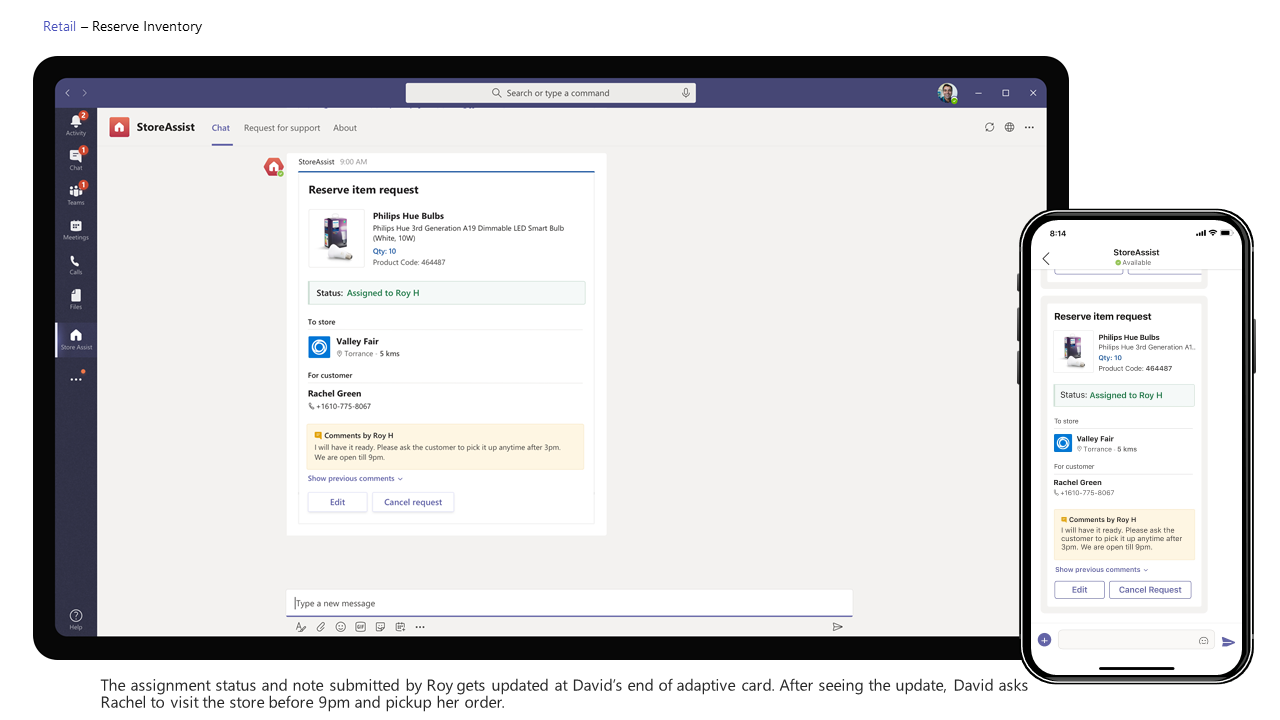 Retail – Reserve Inventory
Search or type a command
Activity
2
Chat
1
Teams
1
Meetings
Calls
Files
Store Assist
Help
StoreAssist Chat Request for support About
StoreAssist 9:00 AM
Reserve item request
Philips Hue Bulbs
Philips Hue 3rd Generation A19 Dimmable LED Smart Bulb
(White, 10W)
Qty: 10
Product Code: 464487
Status: Assigned to Roy H
To store
Valley Fair
Torrance · 5 kms
For customer
Rachel Green
+1610-775-8067
Comments by Roy H
I will have it ready. Please ask the customer to pick it up anytime after 3pm.
We are open till 9pm.
Show previous comments
Edit Cancel request
Type a new message
GIF
8:14
StoreAssist
Available
Reserve item request
Philips Hue Bulbs
Philips Hue 3rd Generation A1..
Qty: 10
Product Code: 464487
Status: Assigned to Roy H
To store
Valley Fair
Torrance · 5 kms
For customer
Rachel Green
+1610-775-8067
Comments by Roy H
I will have it ready. Please ask the
customer to pick it up anytime after
3pm. We are open till 9pm.
Show previous comments
Edit Cancel Request
The assignment status and note submitted by Roy gets updated at David's end of adaptive card. After seeing the update, David asks
Rachel to visit the store before 9pm and pickup her order.